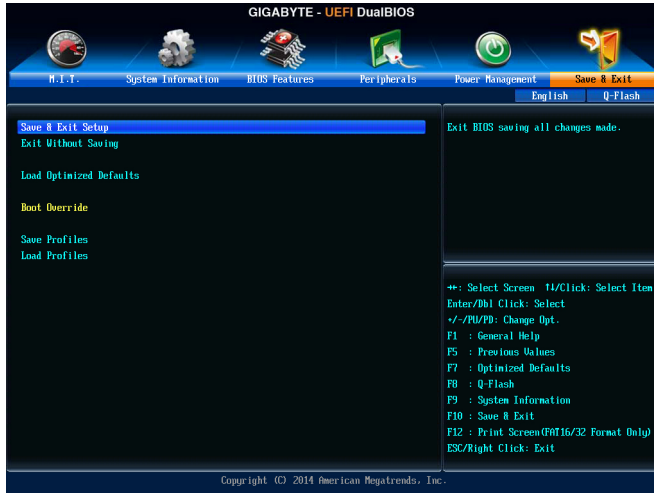 GIGABYTE - UEFI DualBIOS
M.I.T. System Information BIOS Features Peripherals Power Management Save & Exit
English Q-Flash
Save & Exit Setup
Exit Without Saving
Load Optimized Defaults
Boot Override
Save Profiles
Load Profiles
Exit BIOS saving all changes made.
→←: Select Screen ↑↓/Click: Select Item
Enter/Dbl Click: Select
+/-/PU/PD: Change Opt.
F1 : General Help
F5 : Previous Values
F7 : Optimized Defaults
F8 : Q-Flash
F9 : System Information
F10 : Save & Exit
F12 : Print Screen(FAT16/32 Format Only)
ESC/Right Click: Exit
Copyright (C) 2014 American Megatrends, Inc.